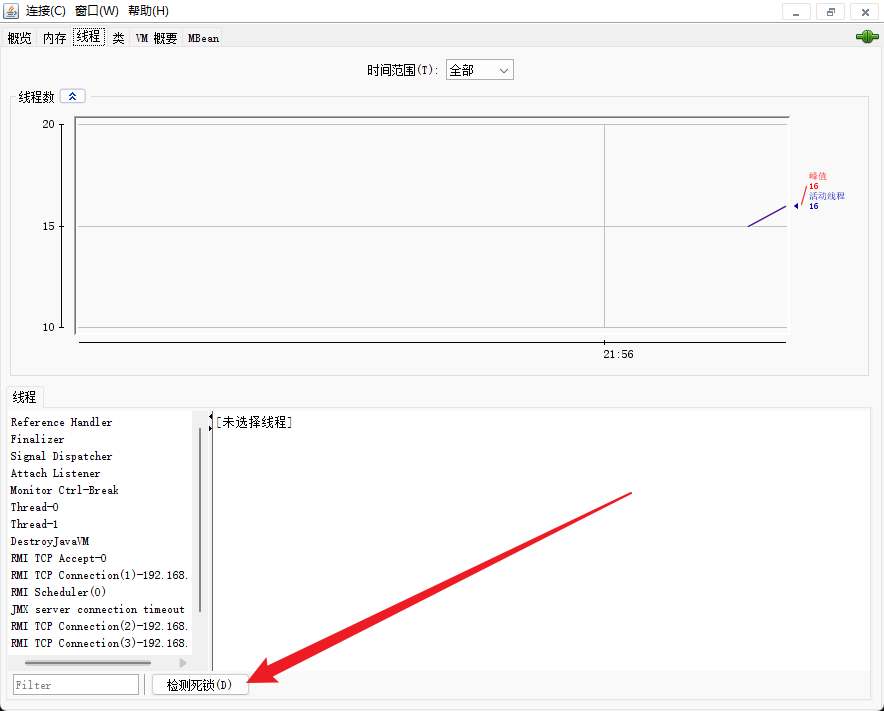 连接(C) 窗口(W) 帮助(H)
概览 内存 线程 类 VM 概要 MBean
时间范围(T): 全部
线程数
20
15
10
峰值
16
活动线程
16
21:56
线程
Reference Handler
Finalizer
Signal Dispatcher
Attach Listener
Monitor Ctrl-Break
Thread-0
Thread-1
DestroyJavaVM
RMI TCP Accept-0
RMI TCP Connection(1)-192.168.
RMI Scheduler(0)
JMX server connection timeout
RMI TCP Connection(2)-192.168.
RMI TCP Connection(3)-192.168.
[未选择线程]
Filter
检测死锁(D)